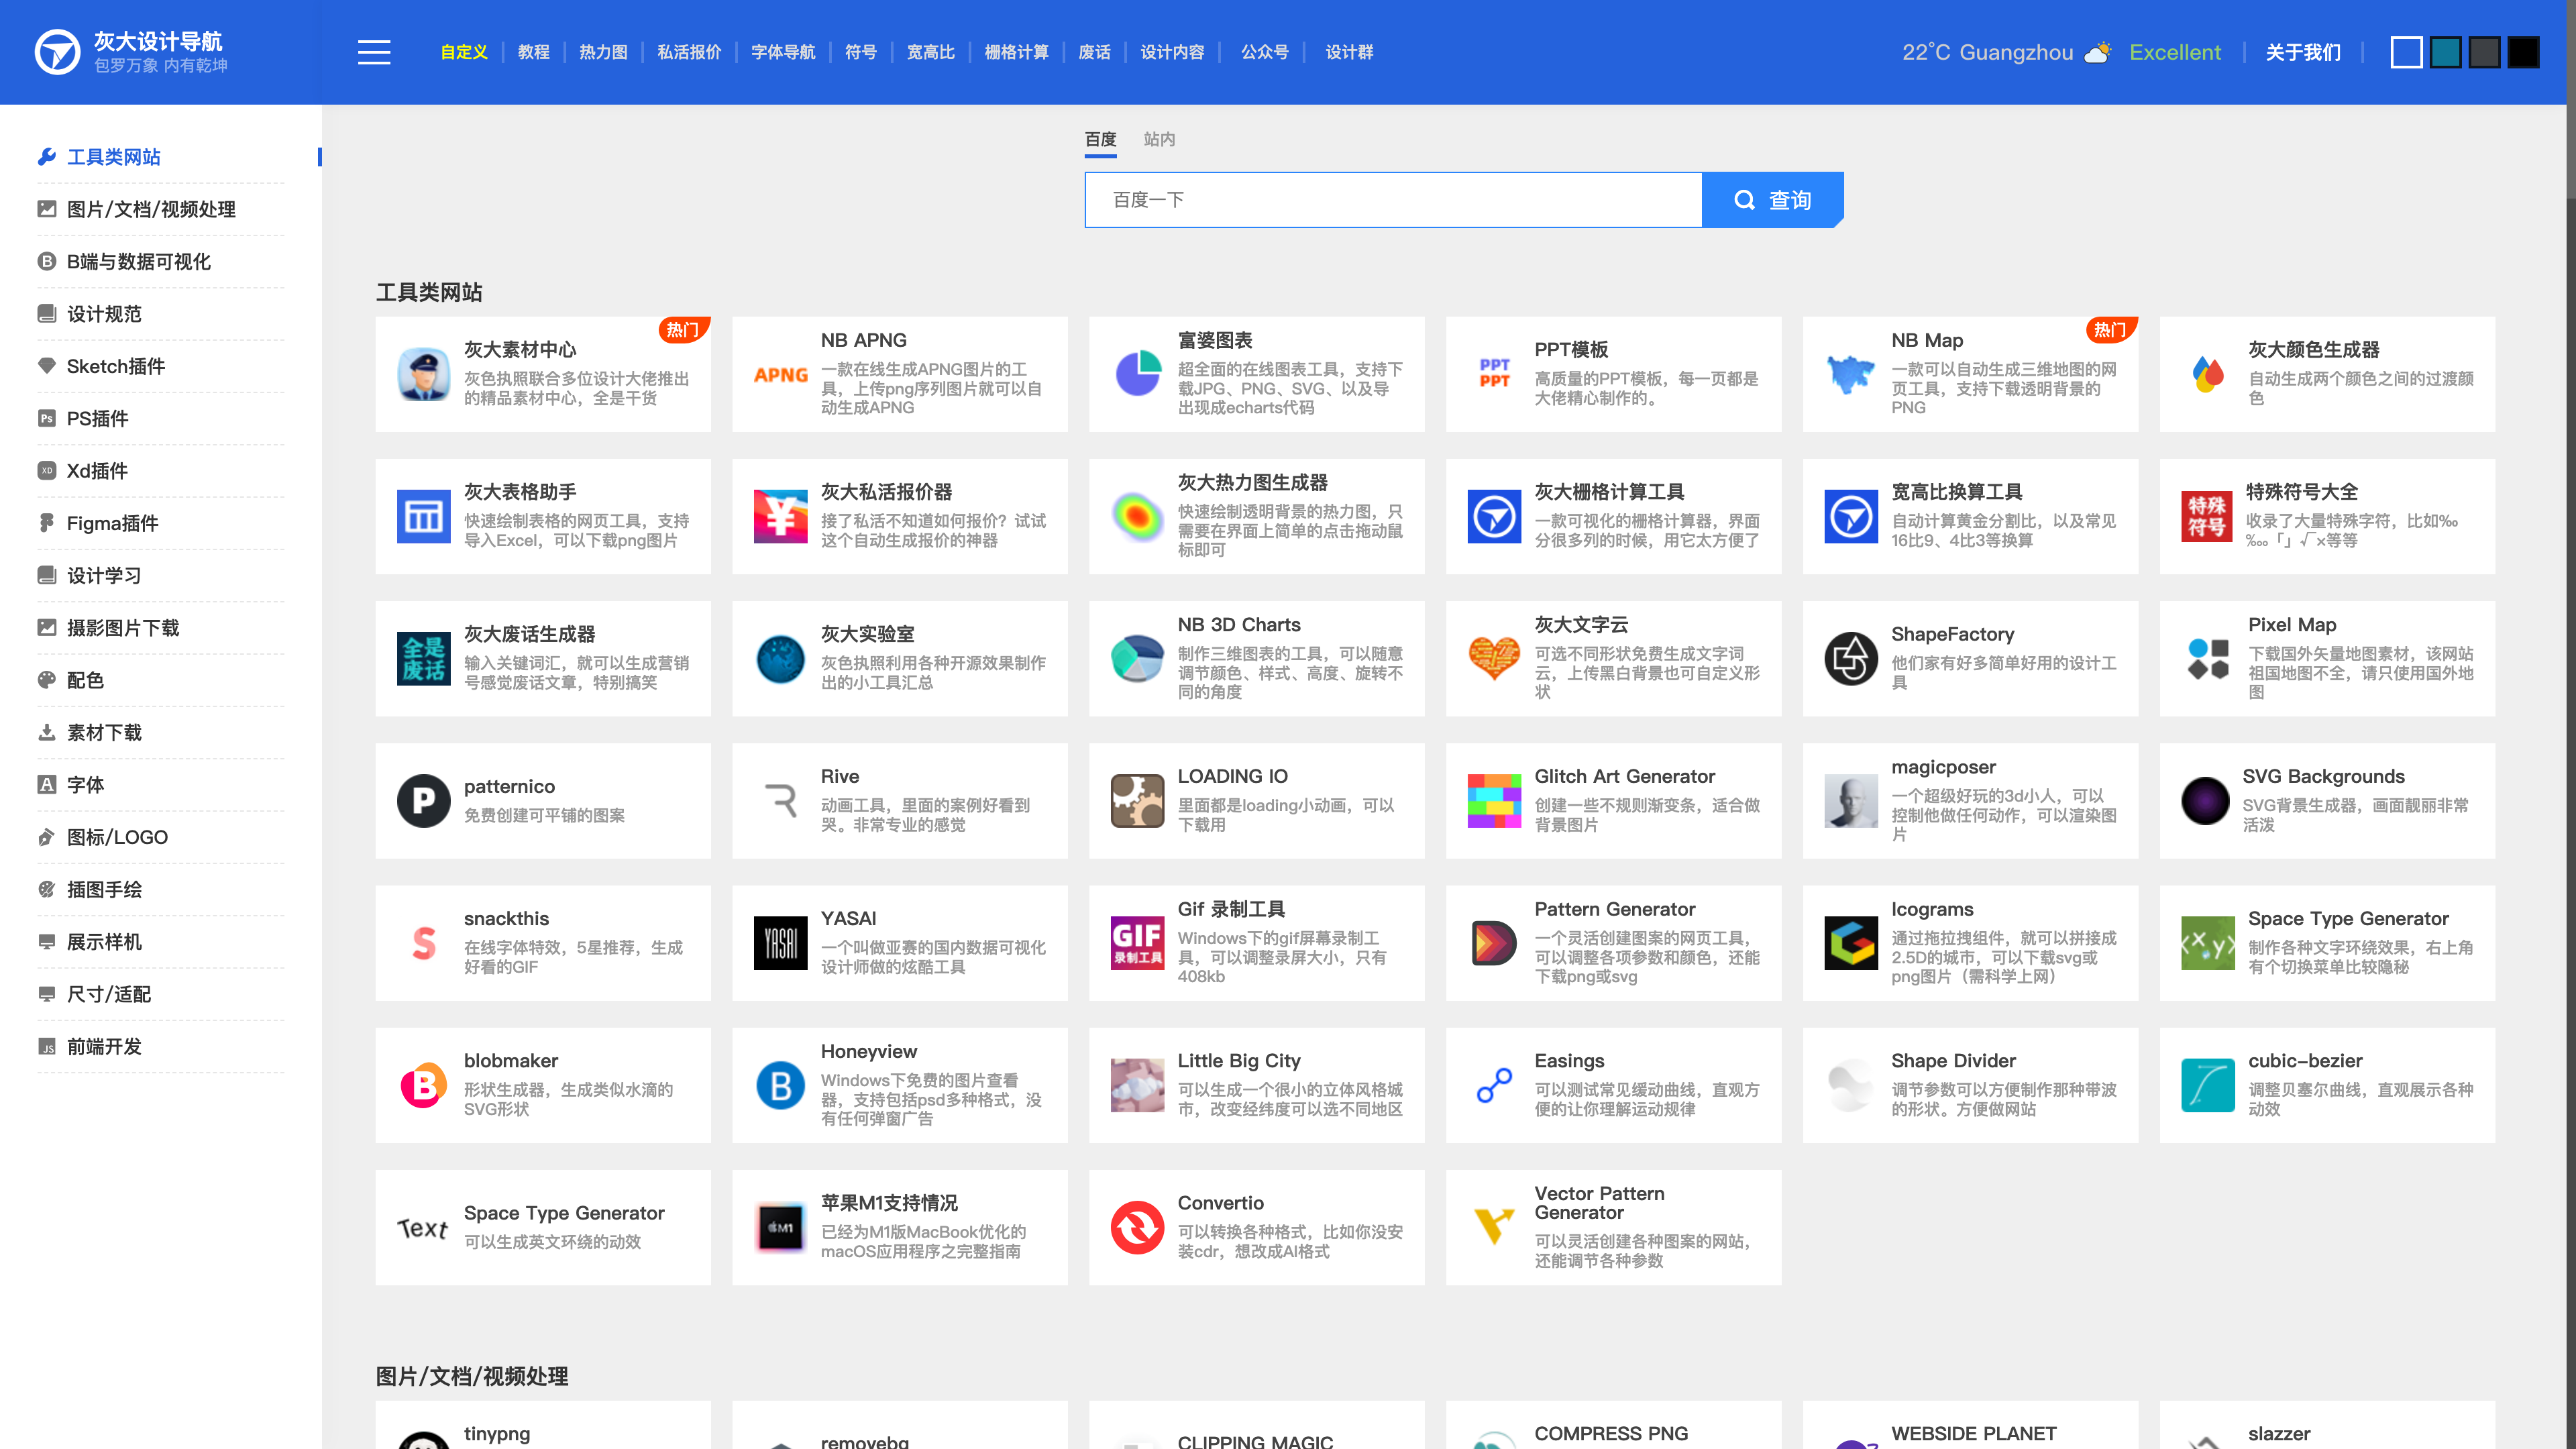 灰大设计导航
包罗万象 内有乾坤
自定义
教程
热力图
私活报价
字体导航
符号
宽高比
栅格计算
废话
设计内容
公众号
设计群
22°C Guangzhou
Excellent
关于我们
工具类网站
图片/文档/视频处理
B端与数据可视化
设计规范
Sketch插件
PS插件
Xd插件
Figma插件
设计学习
摄影图片下载
配色
素材下载
字体
图标/LOGO
插图手绘
展示样机
尺寸/适配
前端开发
百度
站内
百度一下
查询
工具类网站
热门
灰大素材中心
灰色执照联合多位设计大佬推出
的精品素材中心，全是干货
APNG
NB APNG
一款在线生成APNG图片的工
具，上传png序列图片就可以自
动生成APNG
富婆图表
超全面的在线图表工具，支持下
载JPG、PNG、SVG、以及导
出现成echarts代码
PPT
PPT
PPT模板
高质量的PPT模板，每一页都是
大佬精心制作的。
热门
NB Map
一款可以自动生成三维地图的网
页工具，支持下载透明背景的
PNG
灰大颜色生成器
自动生成两个颜色之间的过渡颜
色
灰大表格助手
快速绘制表格的网页工具，支持
导入Excel，可以下载png图片
灰大私活报价器
接了私活不知道如何报价？试试
这个自动生成报价的神器
灰大热力图生成器
快速绘制透明背景的热力图，只
需要在界面上简单的点击拖动鼠
标即可
灰大栅格计算工具
一款可视化的栅格计算器，界面
分很多列的时候，用它太方便了
宽高比换算工具
自动计算黄金分割比，以及常见
16比9、4比3等换算
特殊
符号
特殊符号大全
收录了大量特殊字符，比如‰
‱「」√×等等
全是
废话
灰大废话生成器
输入关键词汇，就可以生成营销
号感觉废话文章，特别搞笑
灰大实验室
灰色执照利用各种开源效果制作
出的小工具汇总
NB 3D Charts
制作三维图表的工具，可以随意
调节颜色、样式、高度、旋转不
同的角度
灰大文字云
可选不同形状免费生成文字词
云，上传黑白背景也可自定义形
状
ShapeFactory
他们家有好多简单好用的设计工
具
Pixel Map
下载国外矢量地图素材，该网站
祖国地图不全，请只使用国外地
图
P
patternico
免费创建可平铺的图案
Rive
动画工具，里面的案例好看到
哭。非常专业的感觉
LOADING IO
里面都是loading小动画，可以
下载用
Glitch Art Generator
创建一些不规则渐变条，适合做
背景图片
magicposer
一个超级好玩的3d小人，可以
控制他做任何动作，可以渲染图
片
SVG Backgrounds
SVG背景生成器，画面靓丽非常
活泼
S
snackthis
在线字体特效，5星推荐，生成
好看的GIF
YASAI
YASAI
一个叫做亚赛的国内数据可视化
设计师做的炫酷工具
GIF
录制工具
Gif 录制工具
Windows下的gif屏幕录制工
具，可以调整录屏大小，只有
408kb
Pattern Generator
一个灵活创建图案的网页工具，
可以调整各项参数和颜色，还能
下载png或svg
Icograms
通过拖拉拽组件，就可以拼接成
2.5D的城市，可以下载svg或
png图片（需科学上网）
Space Type Generator
制作各种文字环绕效果，右上角
有个切换菜单比较隐秘
B
blobmaker
形状生成器，生成类似水滴的
SVG形状
B
Honeyview
Windows下免费的图片查看
器，支持包括psd多种格式，没
有任何弹窗广告
Little Big City
可以生成一个很小的立体风格城
市，改变经纬度可以选不同地区
Easings
可以测试常见缓动曲线，直观方
便的让你理解运动规律
Shape Divider
调节参数可以方便制作那种带波
的形状。方便做网站
cubic-bezier
调整贝塞尔曲线，直观展示各种
动效
Text
Space Type Generator
可以生成英文环绕的动效
M1
苹果M1支持情况
已经为M1版MacBook优化的
macOS应用程序之完整指南
Convertio
可以转换各种格式，比如你没安
装cdr，想改成AI格式
Vector Pattern
Generator
可以灵活创建各种图案的网站，
还能调节各种参数
图片/文档/视频处理
tinypng
removebg
CLIPPING MAGIC
COMPRESS PNG
WEBSIDE PLANET
slazzer